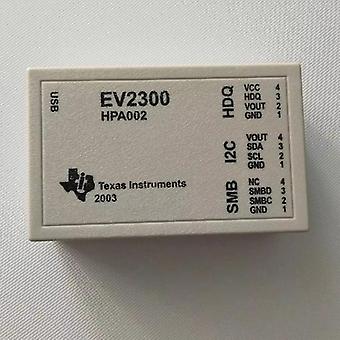 USB
EV2300
HPA002
Texas Instruments
2003
HDQ
VCC 4
HDQ 3
VOUT 2
GND 1
I2C
VOUT 4
SDA 3
SCL 2
GND 1
SMB
NC 4
SMBD 3
SMBC 2
GND 1